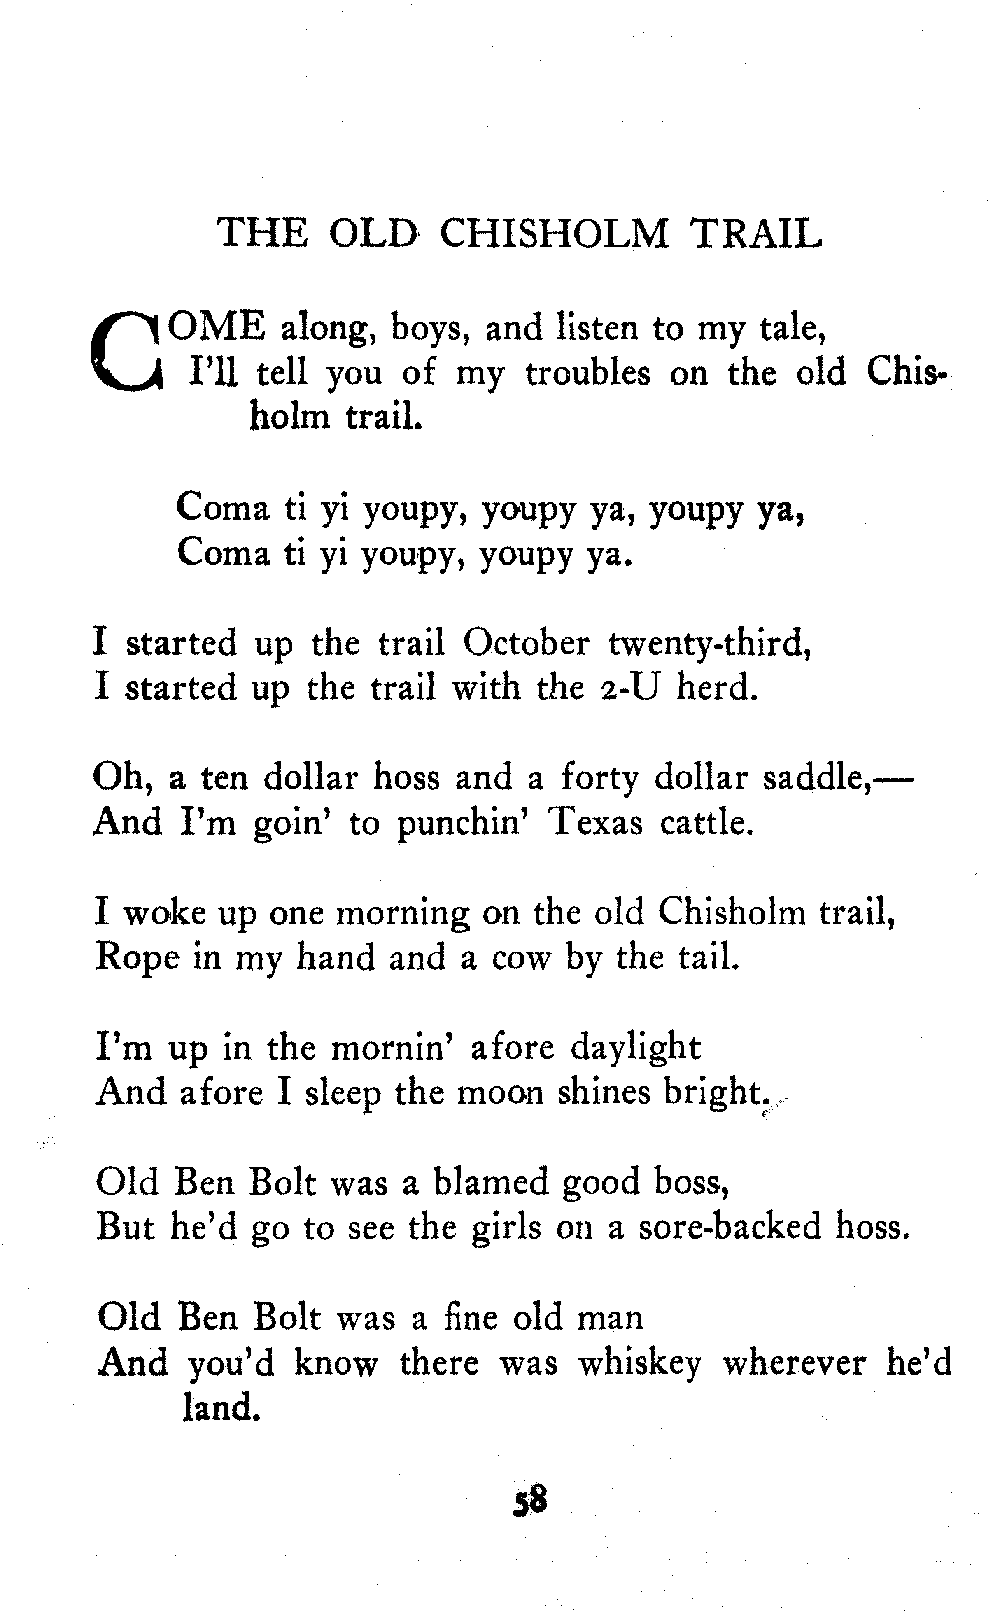 THE OLD CHISHOLM TRAIL
COME along, boys, and listen to my tale,
I'll tell you of my troubles on the old Chis-
holm trail.
Coma ti yi youpy, youpy ya, youpy ya,
Coma ti yi youpy, youpy ya.
I started up the trail October twenty-third,
I started up the trail with the 2-U herd.
Oh, a ten dollar hoss and a forty dollar saddle,—
And I'm goin' to punchin' Texas cattle.
I woke up one morning on the old Chisholm trail,
Rope in my hand and a cow by the tail.
I'm up in the mornin' afore daylight
And afore I sleep the moon shines bright.
Old Ben Bolt was a blamed good boss,
But he'd go to see the girls on a sore-backed hoss.
Old Ben Bolt was a fine old man
And you'd know there was whiskey wherever he'd
land.
58